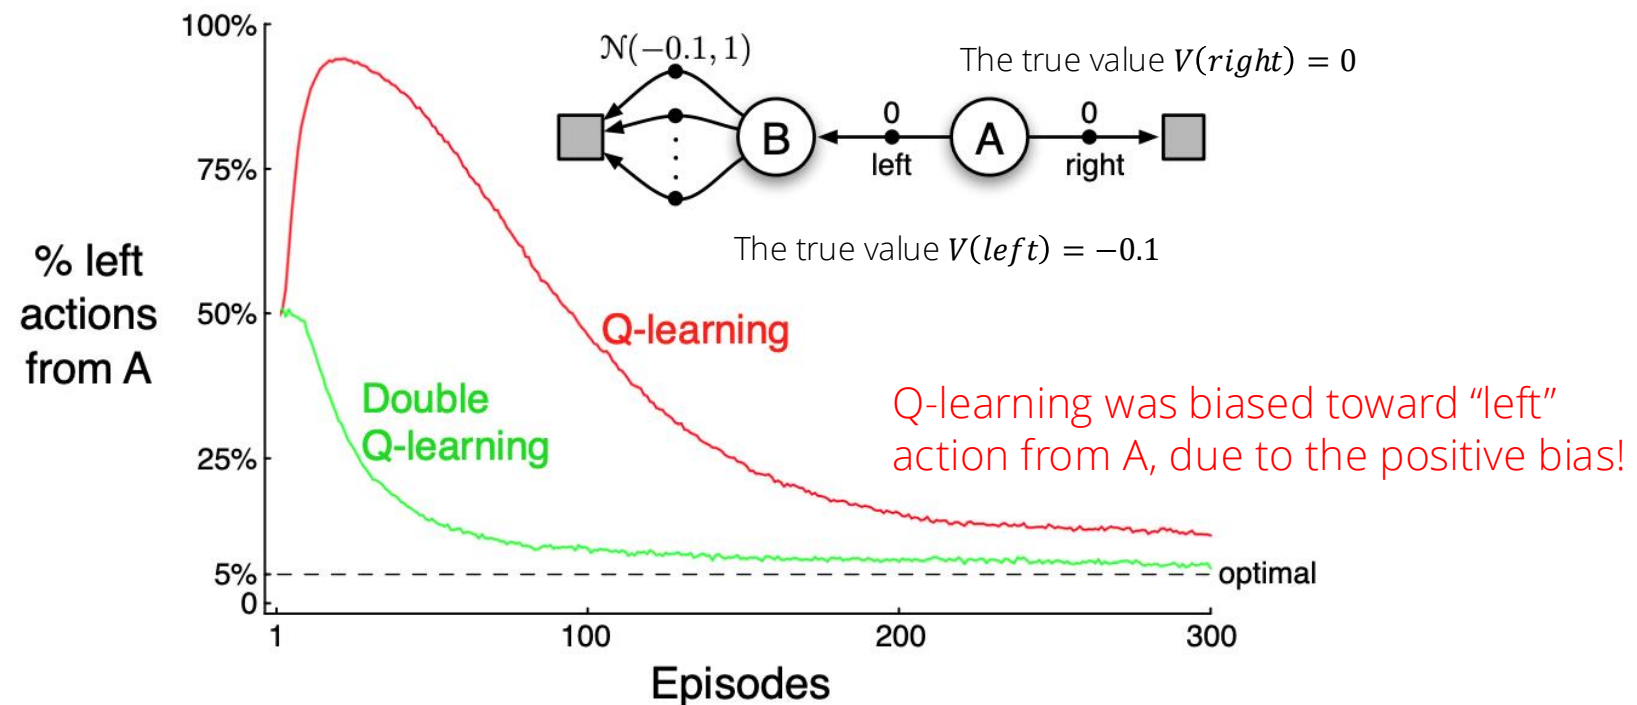 100%
𝒩(−0.1, 1)
The true value V(right) = 0
B
0
left
A
0
right
75%
The true value V(left) = −0.1
% left
actions
from A
50%
Q-learning
Double
Q-learning
Q-learning was biased toward “left”
action from A, due to the positive bias!
25%
5%
optimal
0
1
100
200
300
Episodes